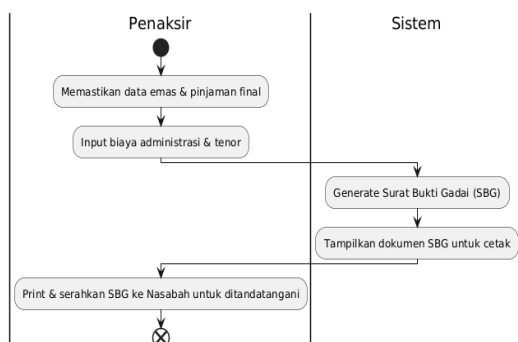 Penaksir
Sistem
Memastikan data emas & pinjaman final
Input biaya administrasi & tenor
Generate Surat Bukti Gadai (SBG)
Tampilkan dokumen SBG untuk cetak
Print & serahkan SBG ke Nasabah untuk ditandatangani